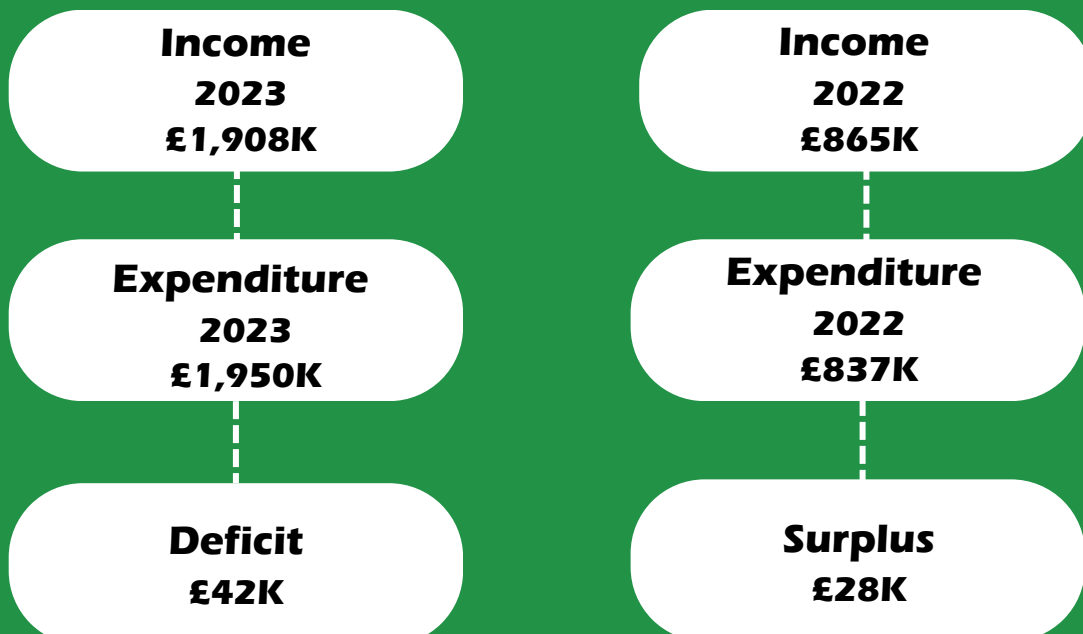 Income
2023
£1,908K
Expenditure
2023
£1,950K
Deficit
£42K
Income
2022
£865K
Expenditure
2022
£837K
Surplus
£28K